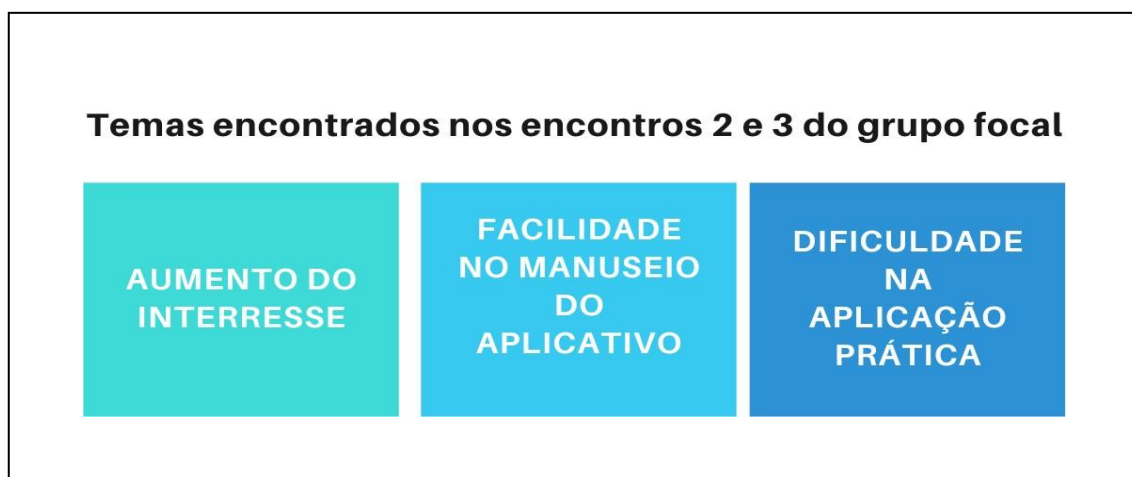 Temas encontrados nos encontros 2 e 3 do grupo focal
AUMENTO DO
INTERRESSE
FACILIDADE
NO MANUSEIO
DO
APLICATIVO
DIFICULDADE
NA
APLICAÇÃO
PRÁTICA